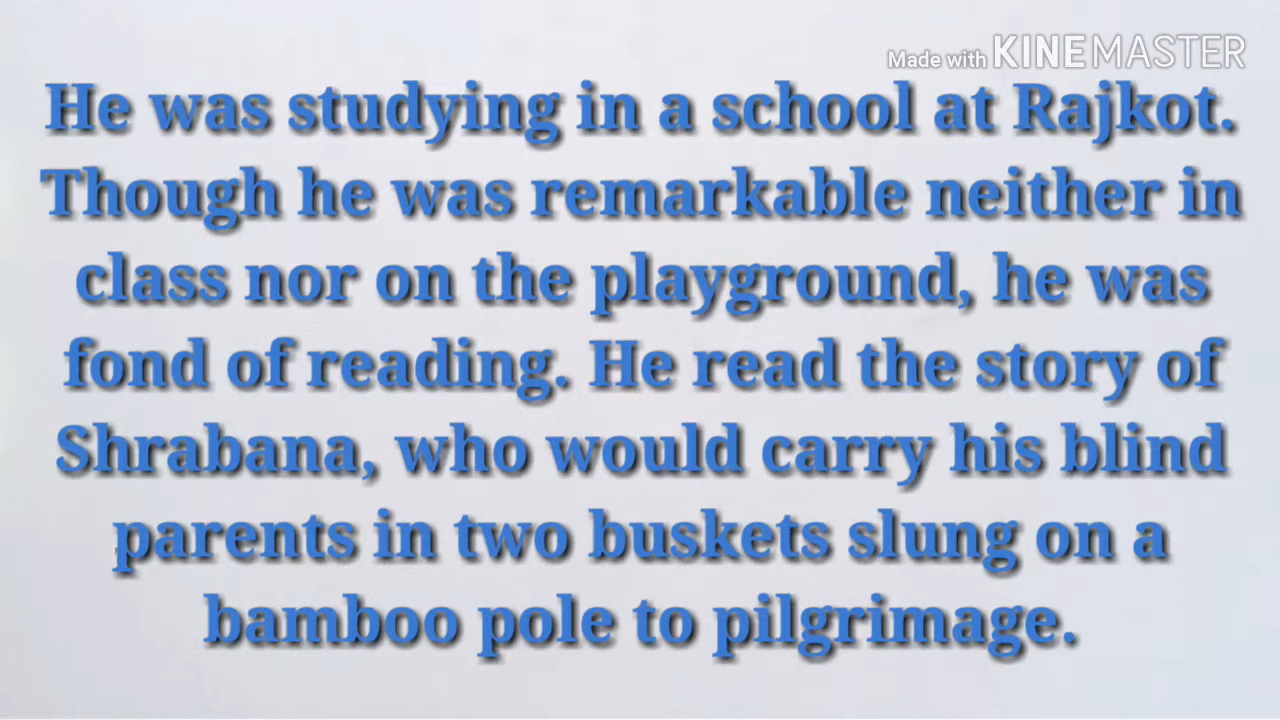 Made with KINEMASTER
He was studying in a school at Rajkot.
Though he was remarkable neither in
class nor on the playground, he was
fond of reading. He read the story of
Shrabana, who would carry his blind
parents in two buskets slung on a
bamboo pole to pilgrimage.